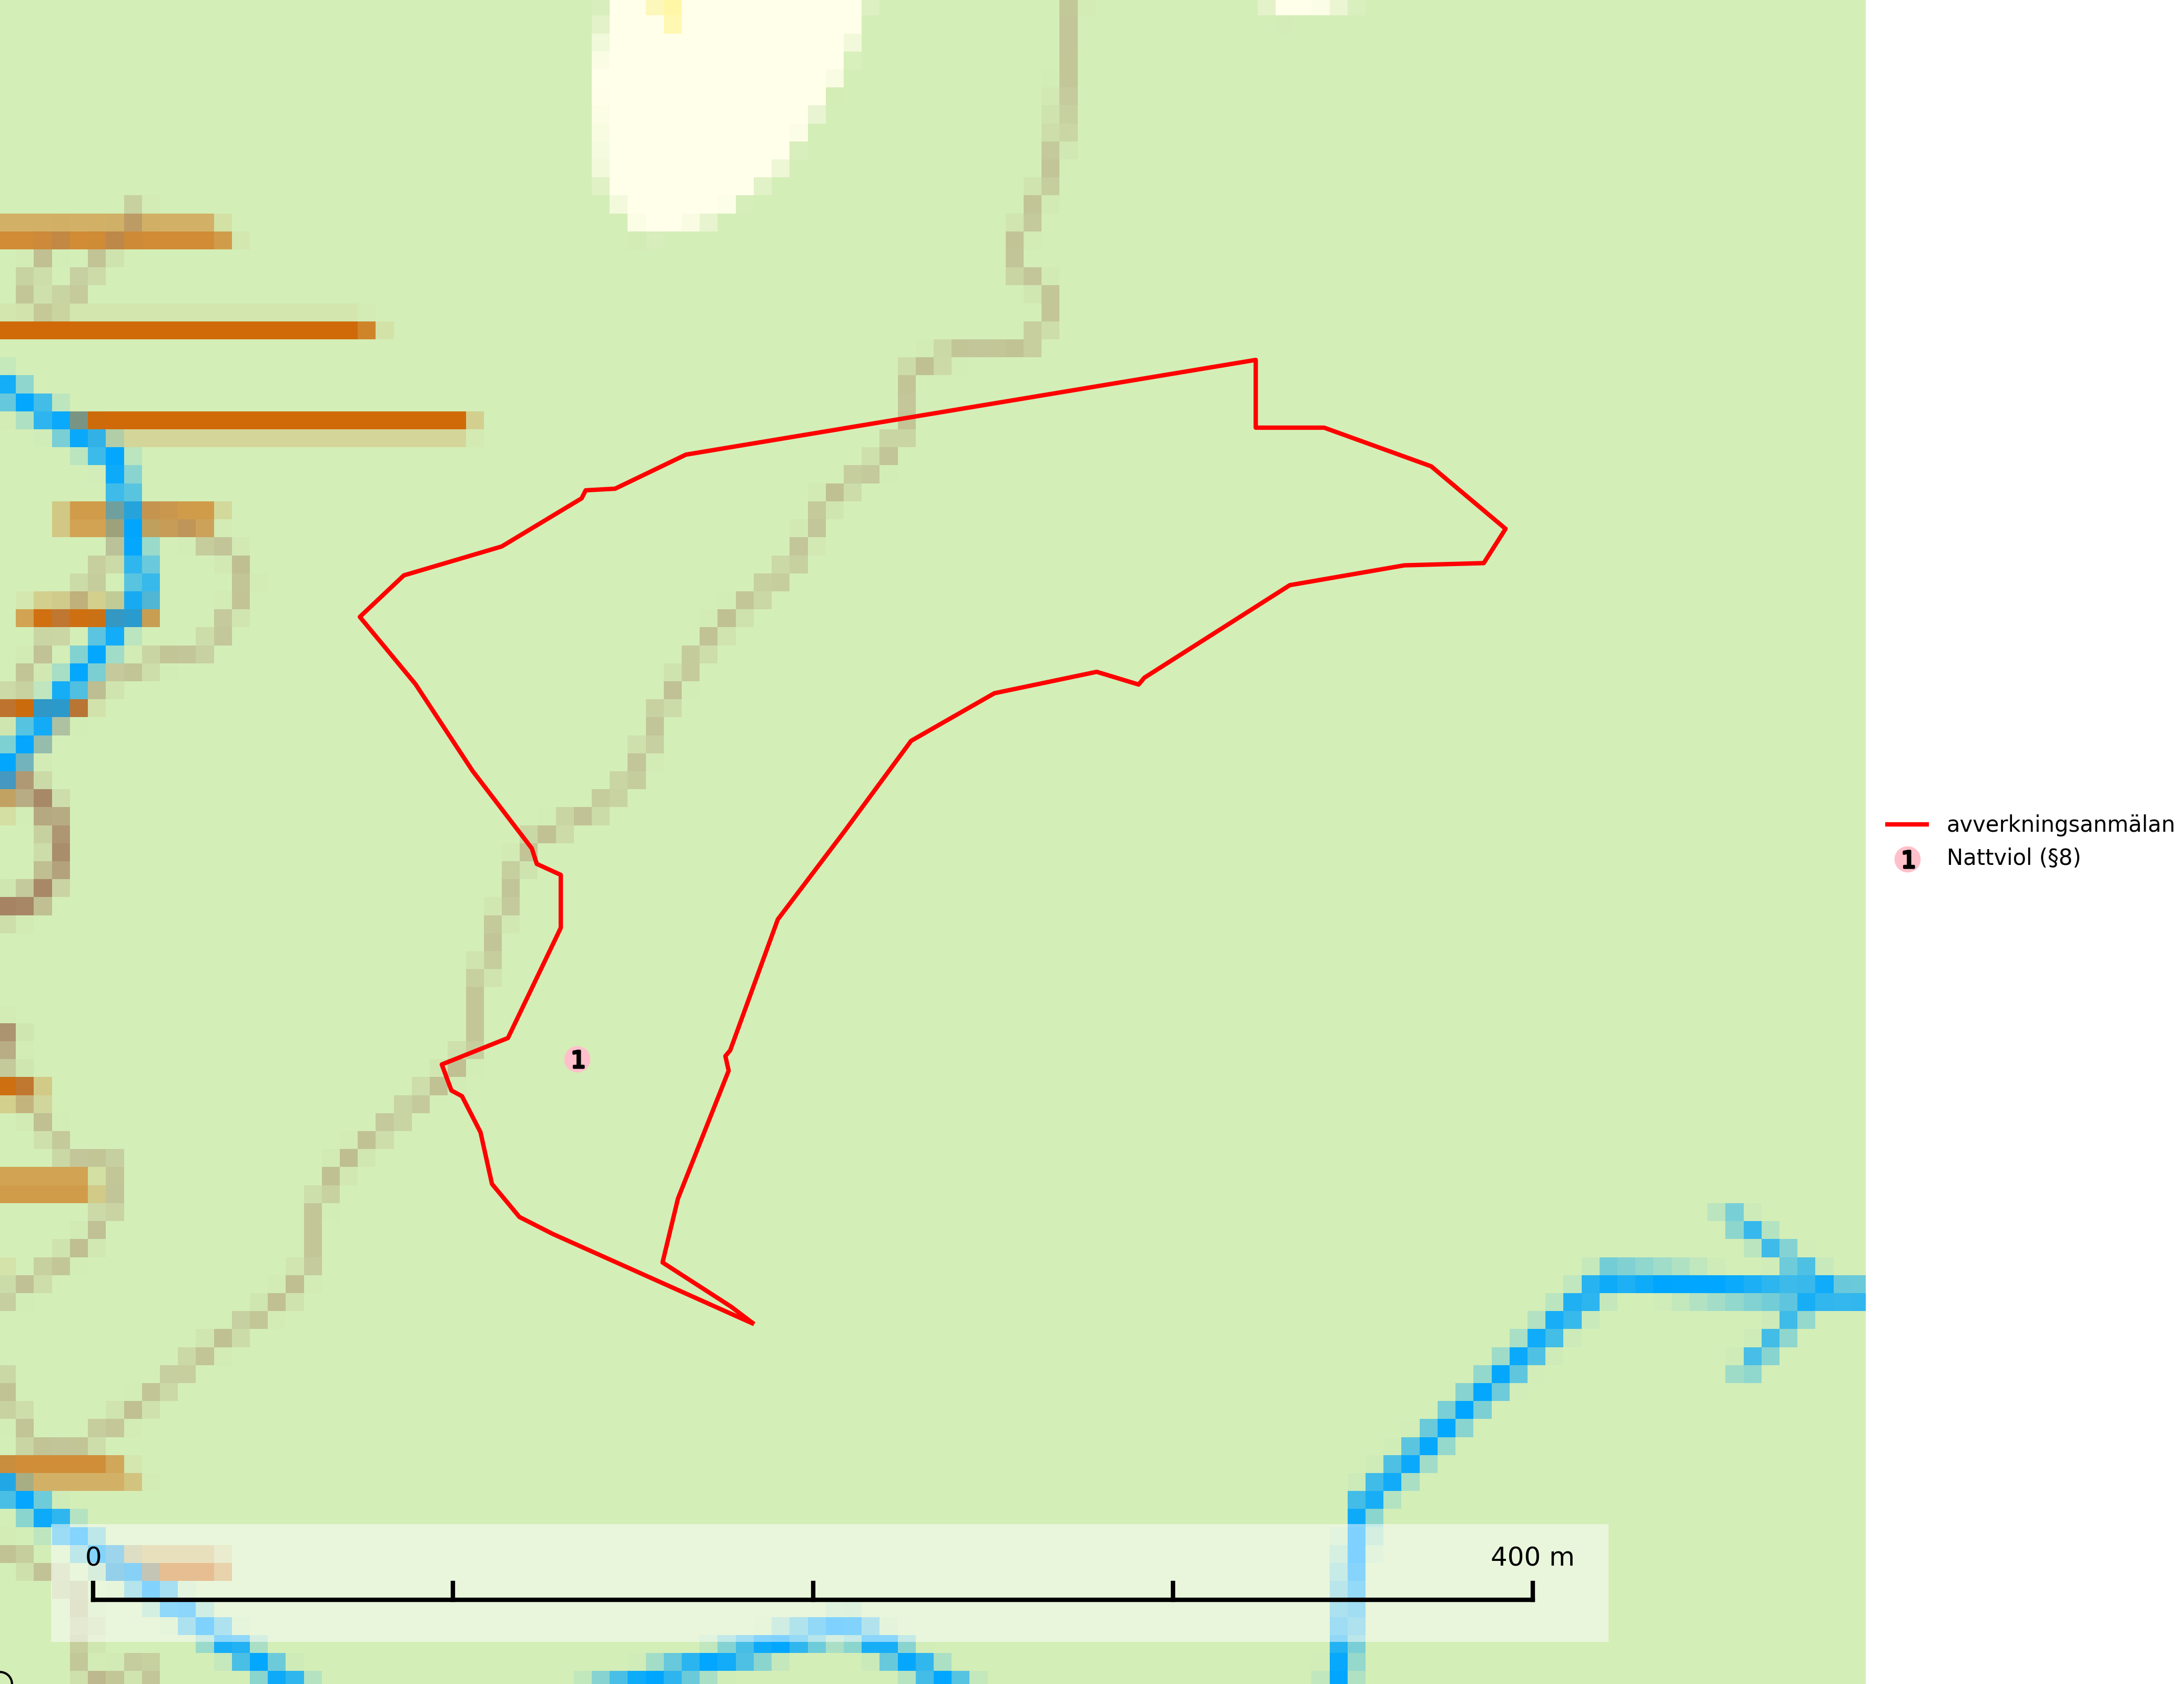 avverkningsanmälan
1 Nattviol (§8)
1
0 400 m